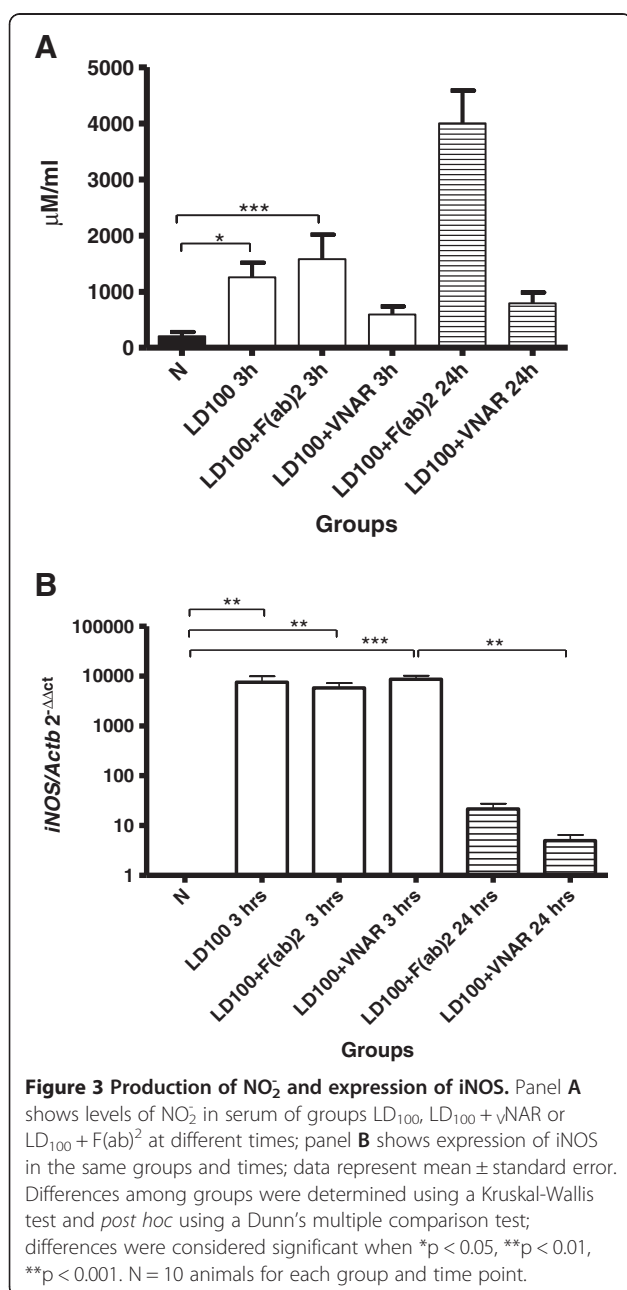 A
5000
4000
3000
2000
1000
0
μM/ml
***
*
N
LD100 3h
LD100+F(ab)2 3h
LD100+VNAR 3h
LD100+F(ab)2 24h
LD100+VNAR 24h
Groups
B
100000
10000
1000
100
10
1
iNOS/Actb 2^-ΔΔct
**
**
***
**
N
LD100 3 hrs
LD100+F(ab)2 3 hrs
LD100+VNAR 3 hrs
LD100+F(ab)2 24 hrs
LD100+VNAR 24 hrs
Groups
Figure 3 Production of NO₂⁻ and expression of iNOS. Panel A
shows levels of NO₂⁻ in serum of groups LD₁₀₀, LD₁₀₀ + ᵥNAR or
LD₁₀₀ + F(ab)² at different times; panel B shows expression of iNOS
in the same groups and times; data represent mean ± standard error.
Differences among groups were determined using a Kruskal-Wallis
test and post hoc using a Dunn's multiple comparison test;
differences were considered significant when *p < 0.05, **p < 0.01,
**p < 0.001. N = 10 animals for each group and time point.